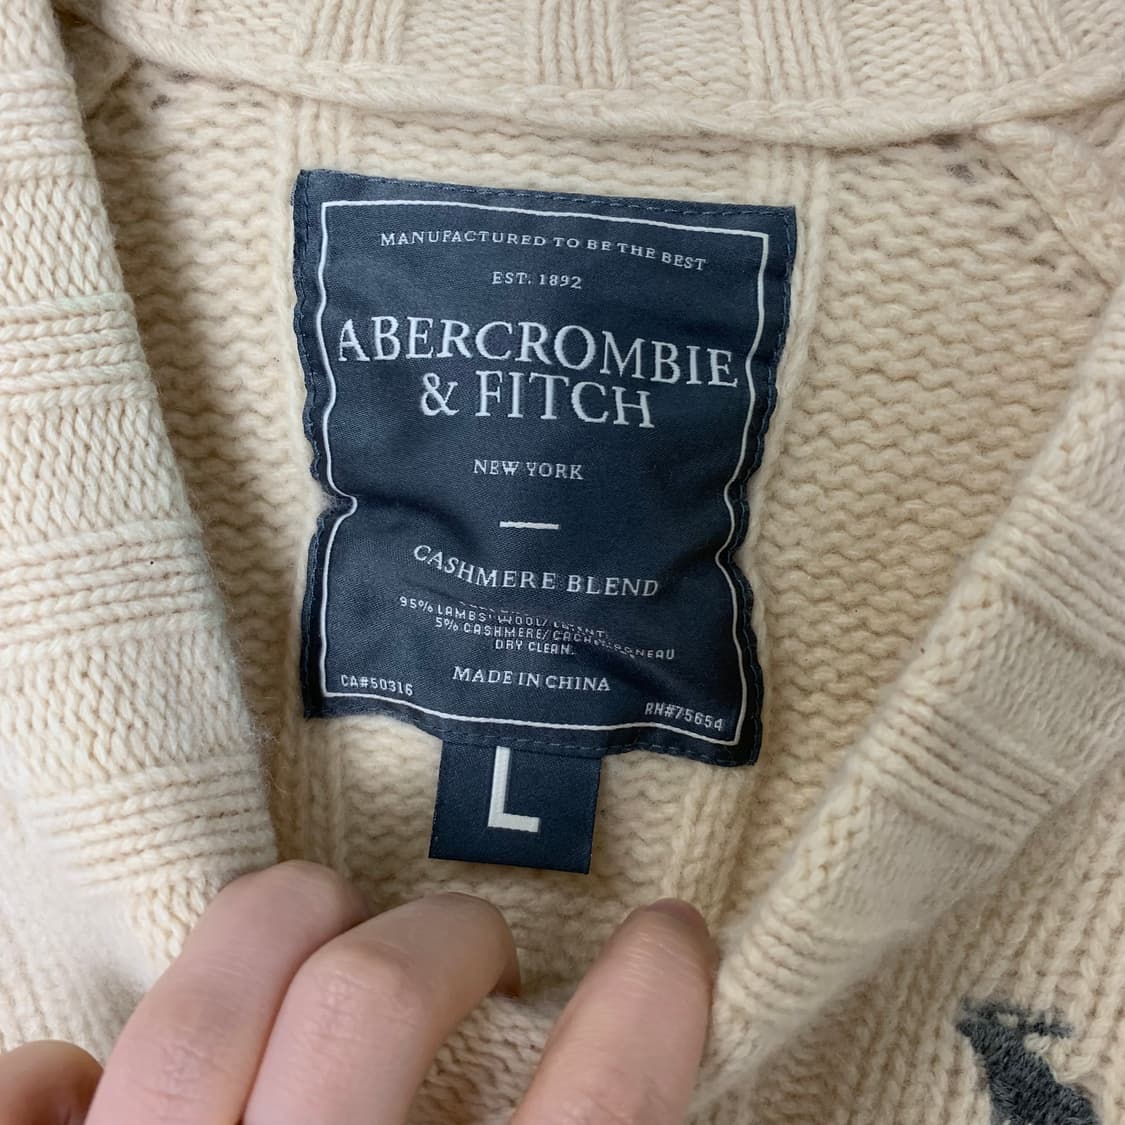 MANUFACTURED TO BE THE BEST
EST. 1892
ABERCROMBIE
& FITCH
NEW YORK
CASHMERE BLEND
95% LAMBS' WOOL/
5% CASHMERE/
DRY CLEAN.
MADE IN CHINA
CA#50316
RN#75654
L